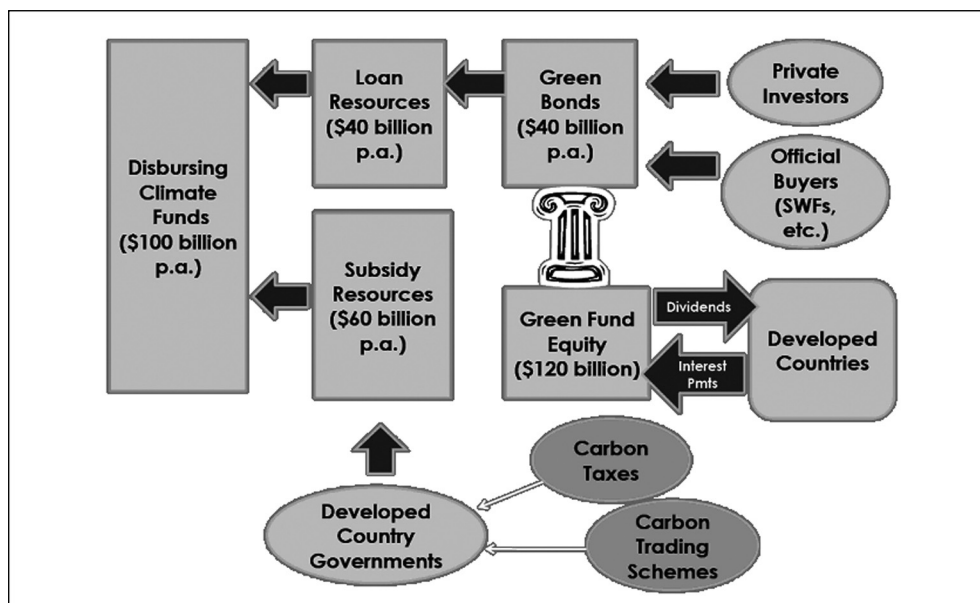 Disbursing
Climate
Funds
($100 billion
p.a.)
Loan
Resources
($40 billion
p.a.)
Green
Bonds
($40 billion
p.a.)
Private
Investors
Official
Buyers
(SWFs,
etc.)
Subsidy
Resources
($60 billion
p.a.)
Green Fund
Equity
($120 billion)
Dividends
Interest
Pmts
Developed
Countries
Developed
Country
Governments
Carbon
Taxes
Carbon
Trading
Schemes